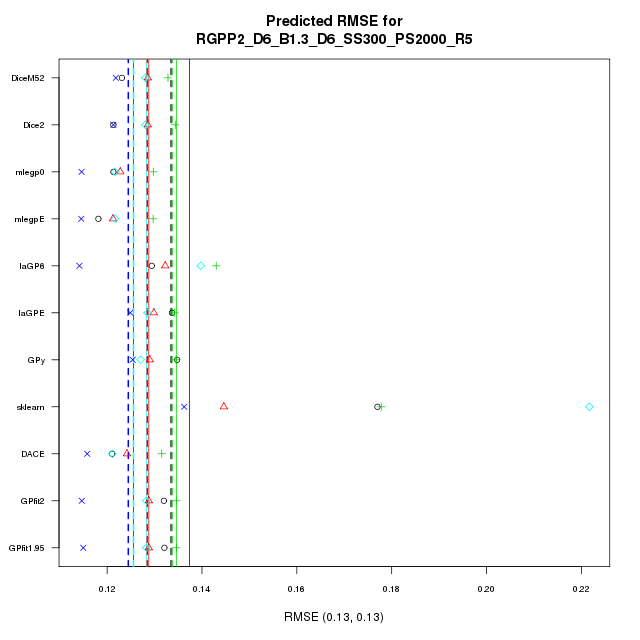 Predicted RMSE for
RGPP2_D6_B1.3_D6_SS300_PS2000_R5
DiceM52
Dice2
mlegp0
mlegpE
laGP6
laGPE
GPy
sklearn
DACE
GPfit2
GPfit1.95
0.12 0.14 0.16 0.18 0.20 0.22
RMSE (0.13, 0.13)